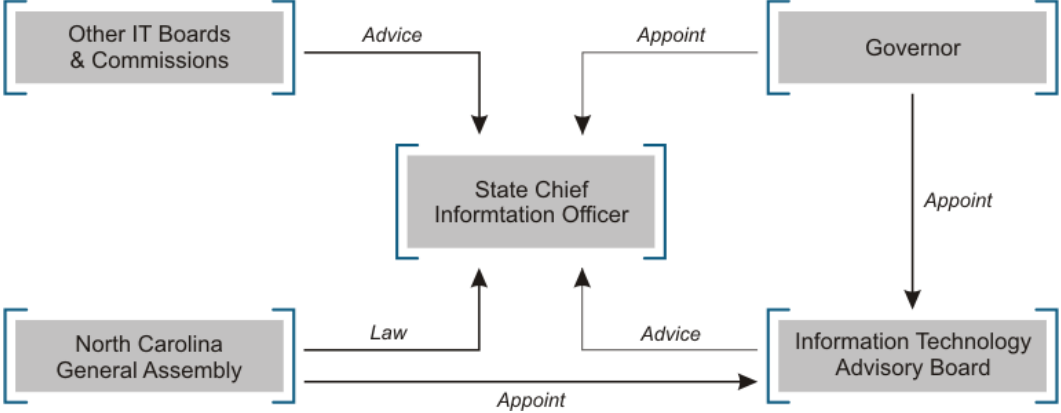 Other IT Boards
& Commissions
Advice
Appoint
Governor
State Chief
Informtation Officer
Appoint
North Carolina
General Assembly
Law
Advice
Information Technology
Advisory Board
Appoint